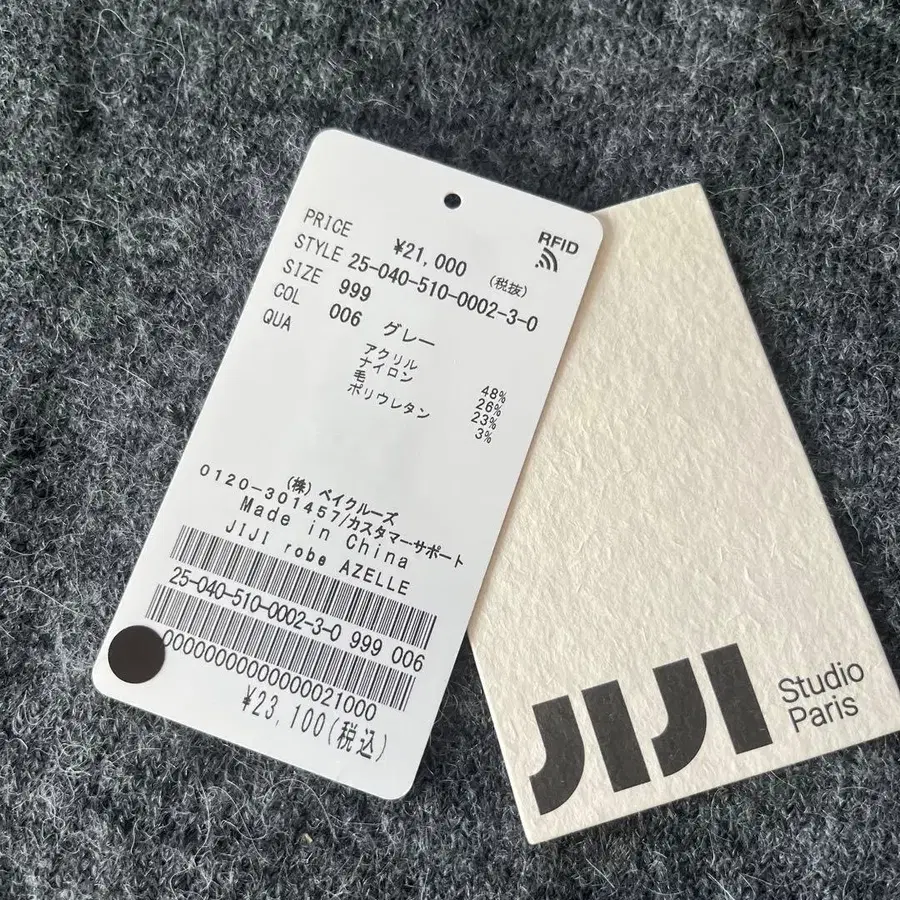 RFID
PRICE ¥21,000 (税抜)
STYLE 25-040-510-0002-3-0
SIZE 999
COL 006 グレー
QUA
アクリル 48%
ナイロン 26%
毛 23%
ポリウレタン 3%
(株) ベイクルーズ
0120-301457/カスタマーサポート
Made in China
JIJI robe AZELLE
25-040-510-0002-3-0 999 006
0000000000000021000
¥23,100(税込)
JIJI
Studio
Paris